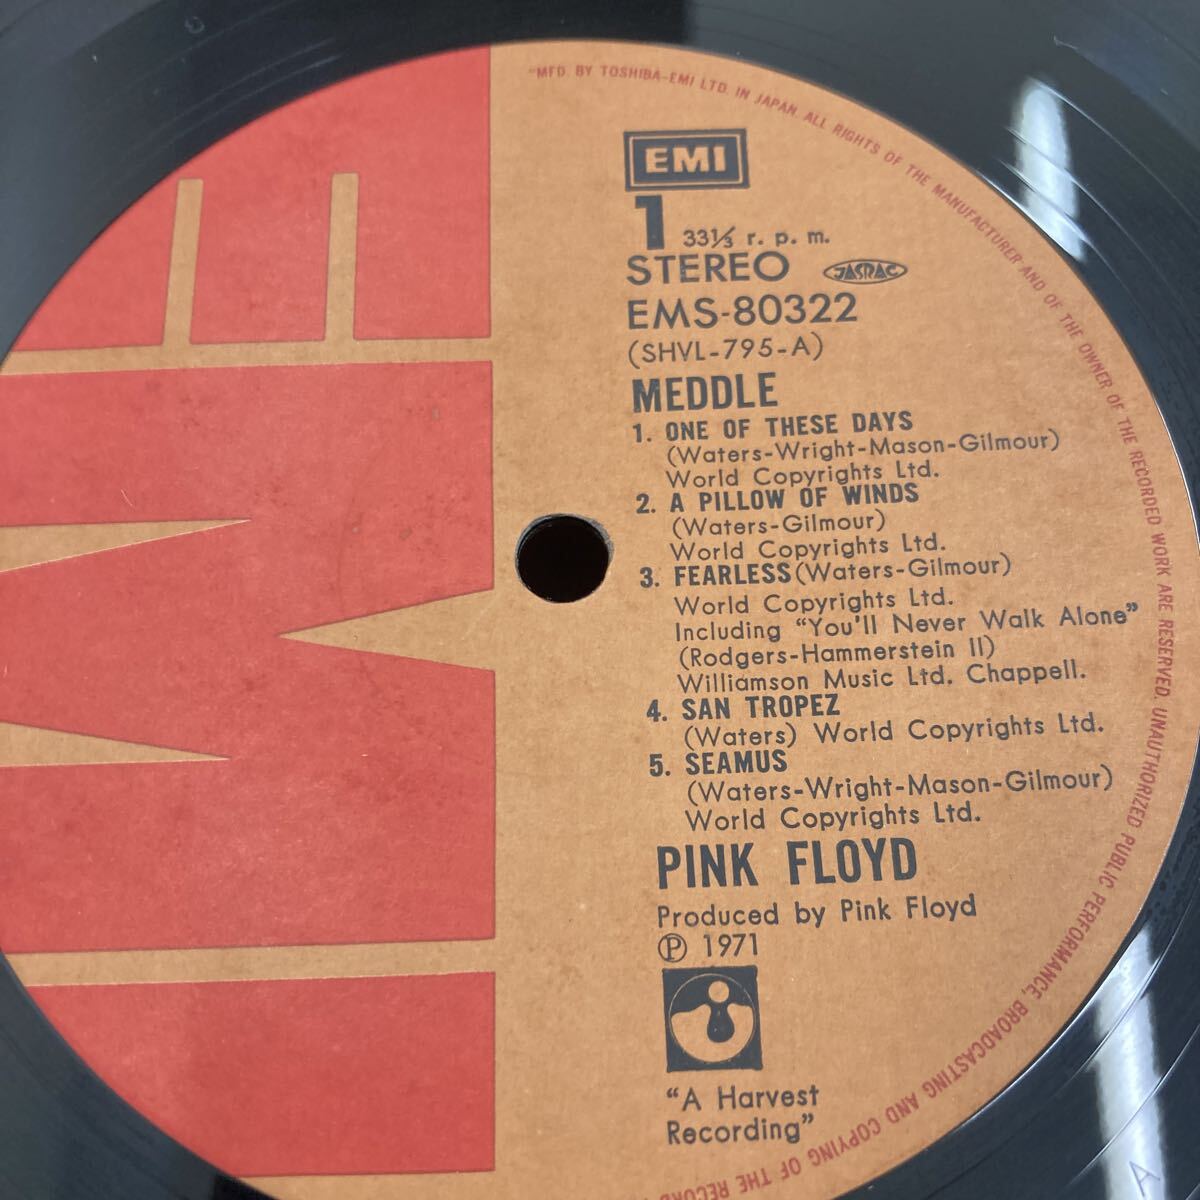 "MFD. BY TOSHIBA-EMI LTD. IN JAPAN. ALL RIGHTS OF THE MANUFACTURER AND OF THE OWNER OF THE RECORDED WORK ARE RESERVED. UNAUTHORIZED PUBLIC PERFORMANCE, BROADCASTING AND COPYING OF THE RECORD
EMI
1 33⅓ r. p. m.
STEREO JASRAC
EMS-80322
(SHVL-795-A)
MEDDLE
1. ONE OF THESE DAYS
(Waters-Wright-Mason-Gilmour)
World Copyrights Ltd.
2. A PILLOW OF WINDS
(Waters-Gilmour)
World Copyrights Ltd.
3. FEARLESS (Waters-Gilmour)
World Copyrights Ltd.
Including "You'll Never Walk Alone"
(Rodgers-Hammerstein II)
Williamson Music Ltd. Chappell.
4. SAN TROPEZ
(Waters) World Copyrights Ltd.
5. SEAMUS
(Waters-Wright-Mason-Gilmour)
World Copyrights Ltd.
PINK FLOYD
Produced by Pink Floyd
℗ 1971
"A Harvest
Recording"
A